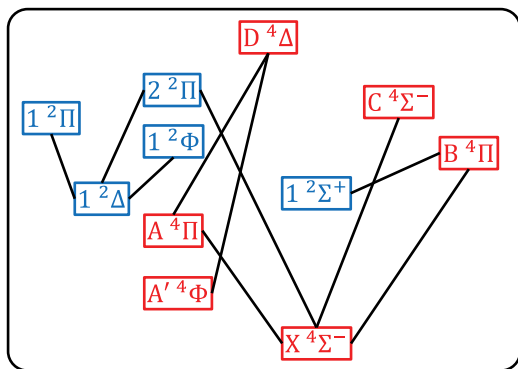 D ⁴Δ
2 ²Π
C ⁴Σ⁻
1 ²Π
1 ²Φ
B ⁴Π
1 ²Δ
1 ²Σ⁺
A ⁴Π
A′ ⁴Φ
X ⁴Σ⁻